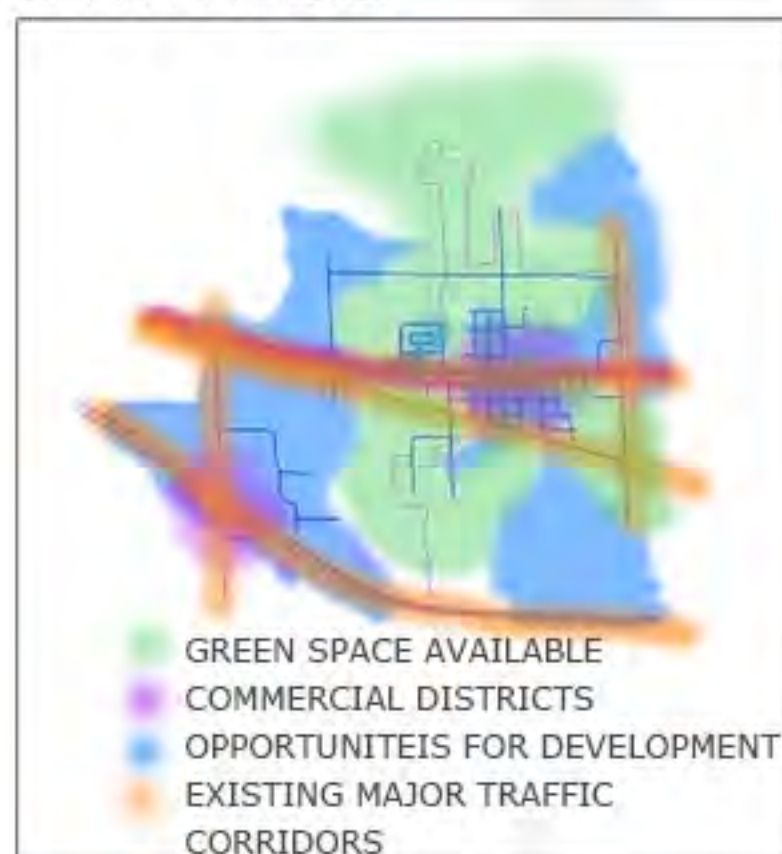 GREEN SPACE AVAILABLE
COMMERCIAL DISTRICTS
OPPORTUNITEIS FOR DEVELOPMENT
EXISTING MAJOR TRAFFIC
CORRIDORS